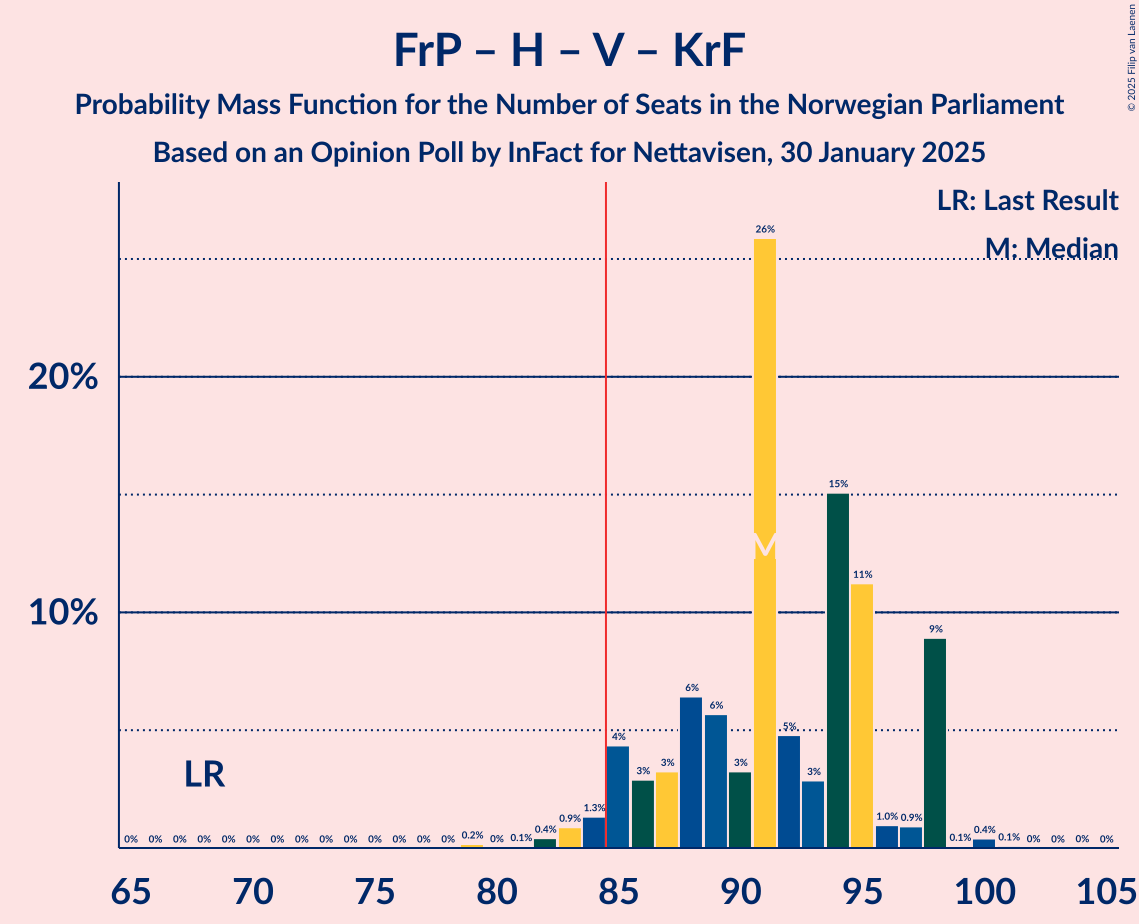 FrP – H – V – KrF
Probability Mass Function for the Number of Seats in the Norwegian Parliament
Based on an Opinion Poll by InFact for Nettavisen, 30 January 2025
© 2025 Filip van Laenen
LR: Last Result
M: Median
20%
10%
LR
M
0% 0% 0% 0% 0% 0% 0% 0% 0% 0% 0% 0% 0% 0% 0.2% 0% 0.1% 0.4% 0.9% 1.3% 4% 3% 3% 6% 6% 3% 26% 5% 3% 15% 11% 1.0% 0.9% 9% 0.1% 0.4% 0.1% 0% 0% 0% 0%
65 70 75 80 85 90 95 100 105